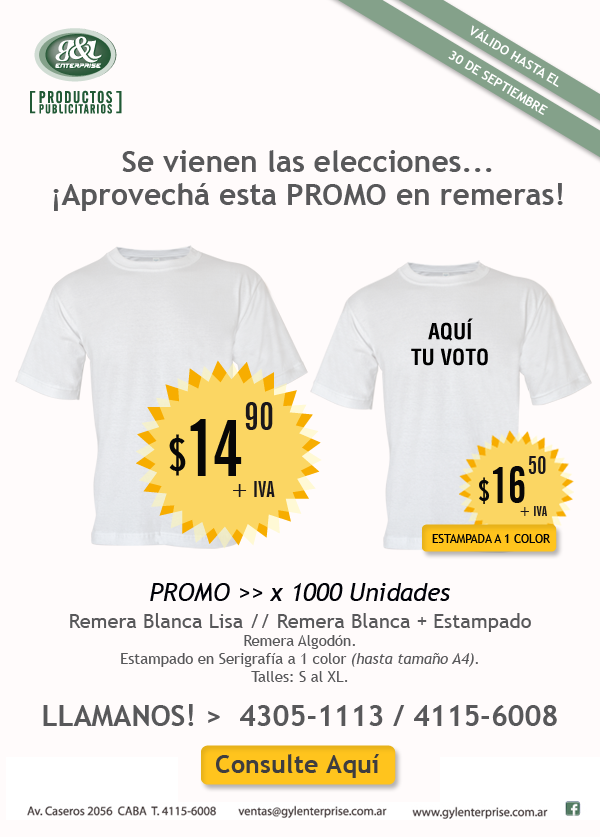 g&l
ENTERPRISE
[PRODUCTOS
PUBLICITARIOS]
VÁLIDO HASTA EL
30 DE SEPTIEMBRE
Se vienen las elecciones...
¡Aprovechá esta PROMO en remeras!
AQUÍ
TU VOTO
$14 90
+ IVA
$16 50
+ IVA
ESTAMPADA A 1 COLOR
PROMO >> x 1000 Unidades
Remera Blanca Lisa // Remera Blanca + Estampado
Remera Algodón.
Estampado en Serigrafía a 1 color (hasta tamaño A4).
Talles: S al XL.
LLAMANOS! > 4305-1113 / 4115-6008
Consulte Aquí
Av. Caseros 2056 CABA T. 4115-6008 ventas@gylenterprise.com.ar www.gylenterprise.com.ar f